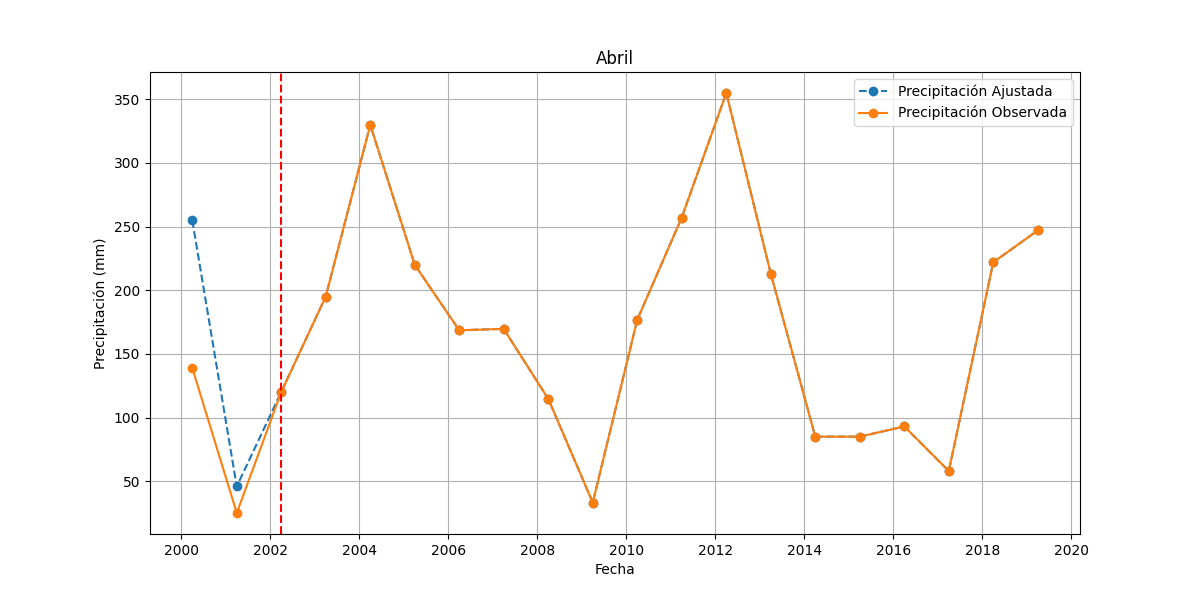 Abril
Precipitación Ajustada
Precipitación Observada
Precipitación (mm)
350
300
250
200
150
100
50
2000 2002 2004 2006 2008 2010 2012 2014 2016 2018 2020
Fecha